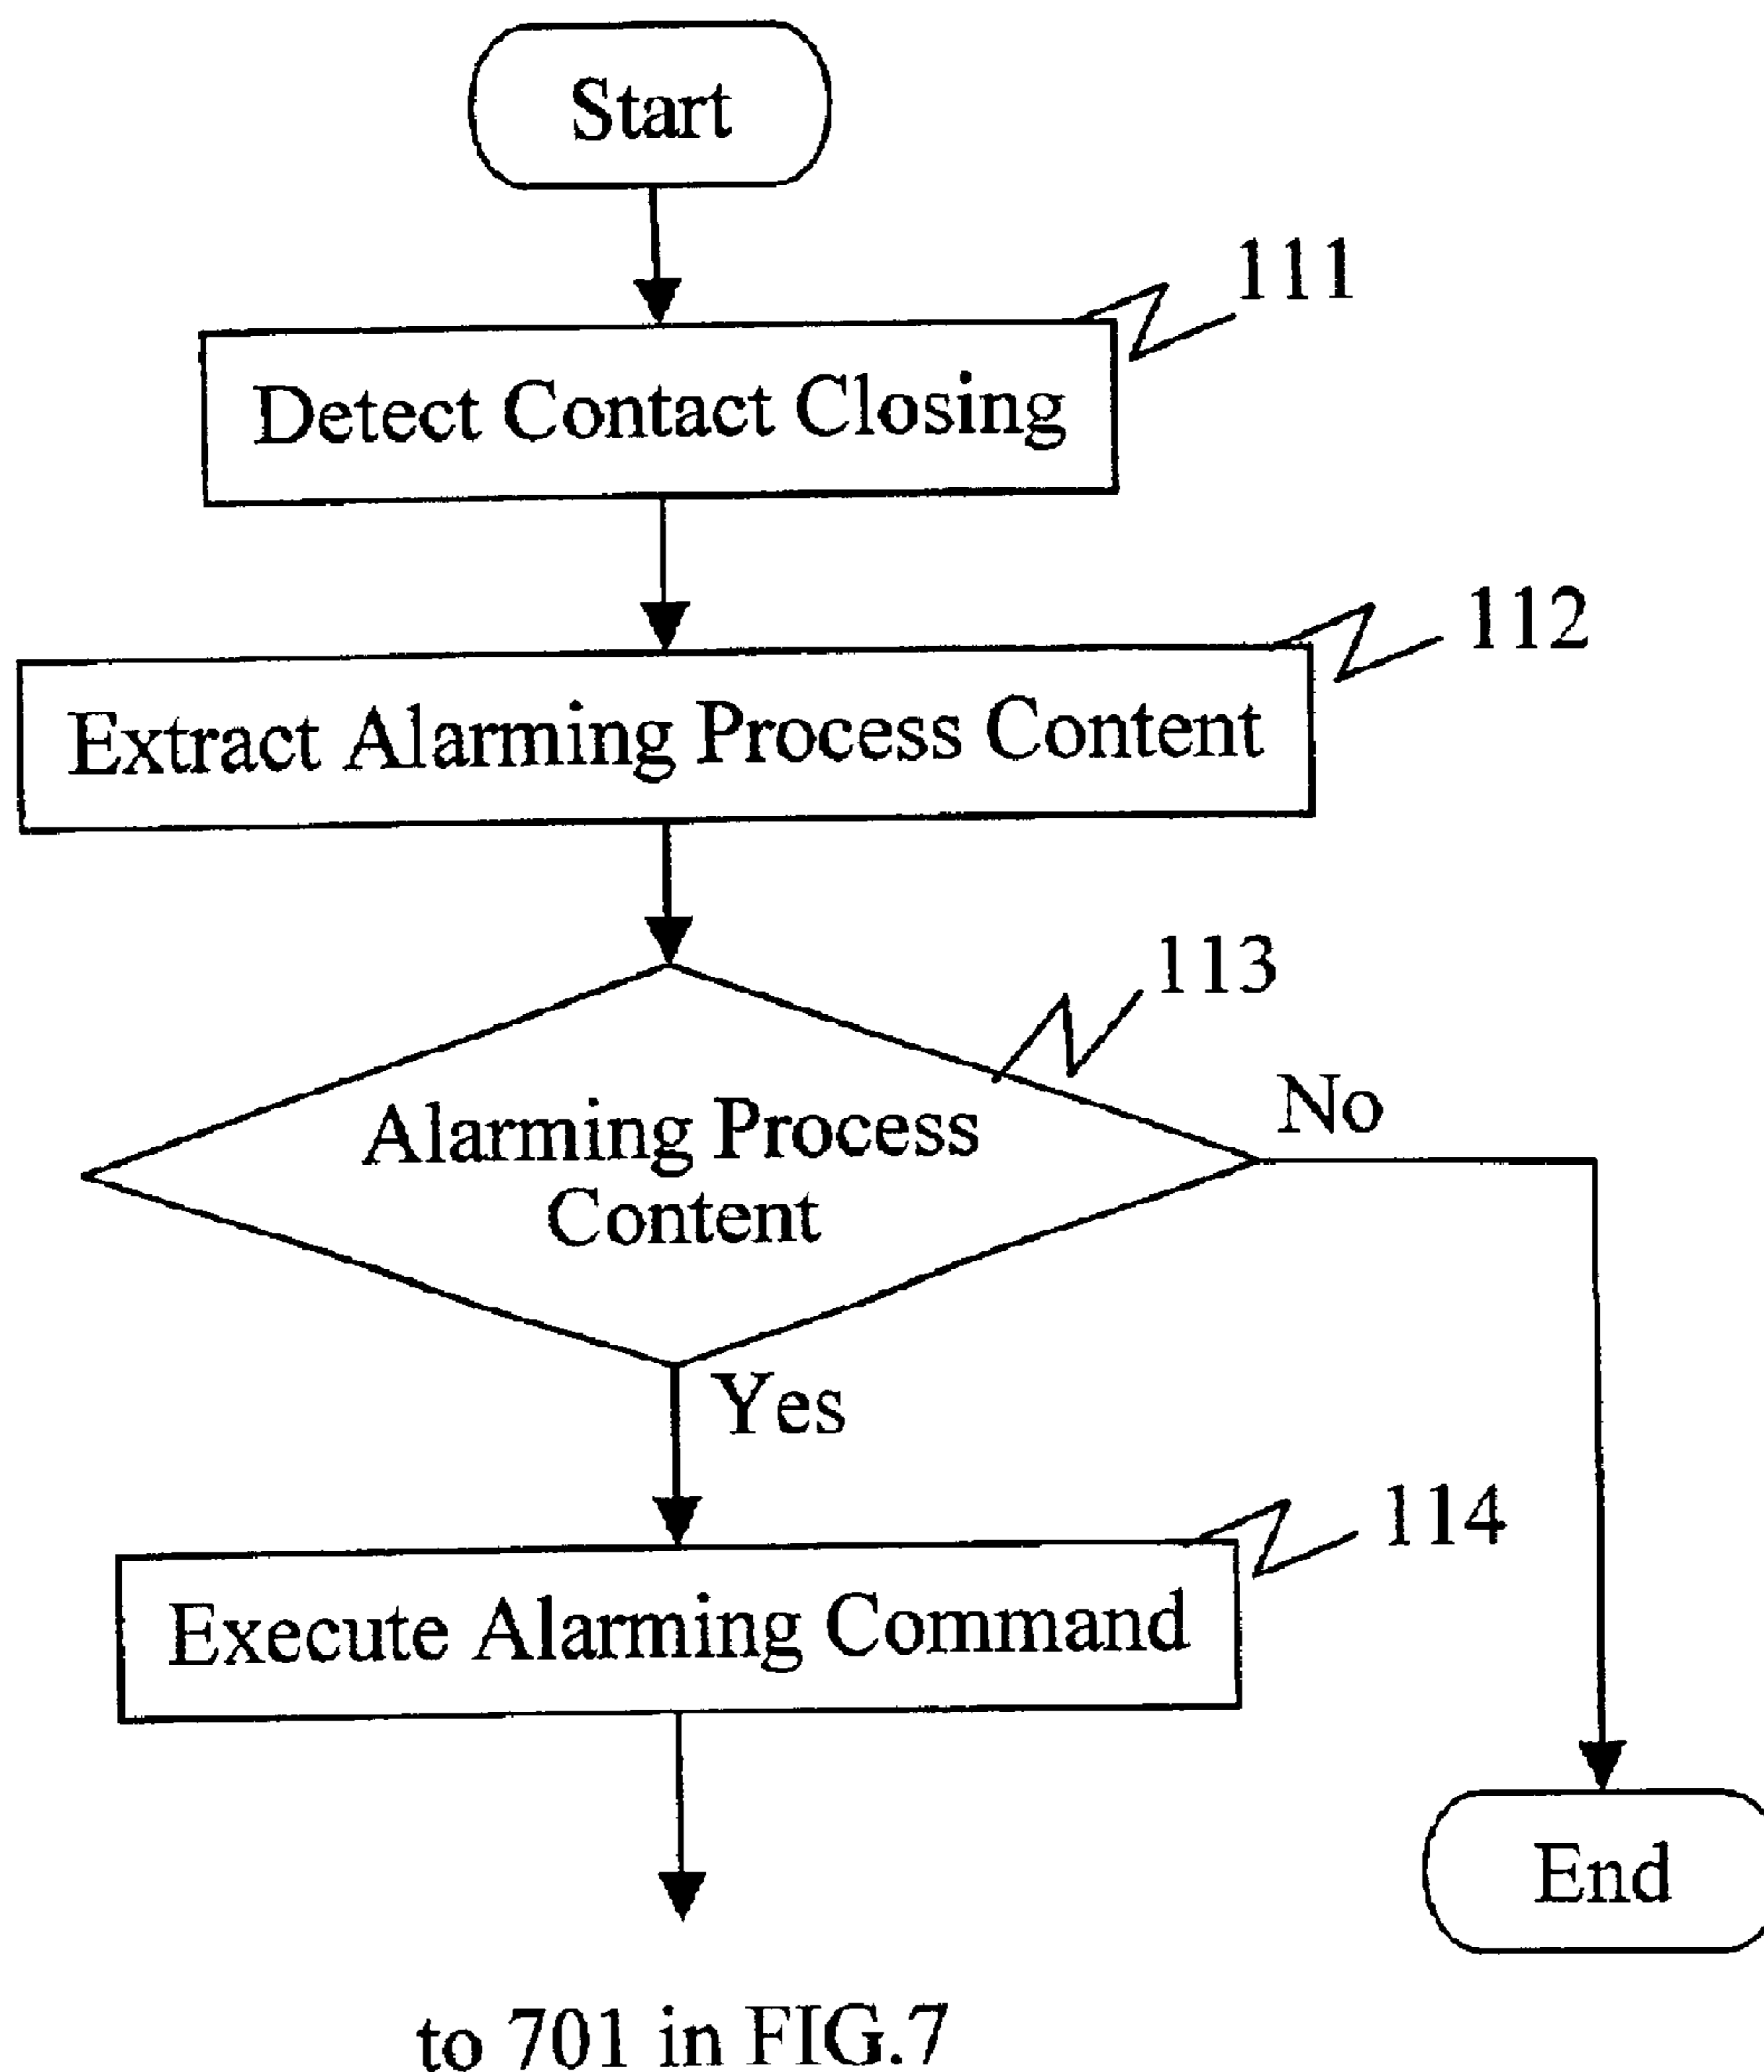 Start
111
Detect Contact Closing
112
Extract Alarming Process Content
113
Alarming Process
Content
No
Yes
114
Execute Alarming Command
End
to 701 in FIG.7